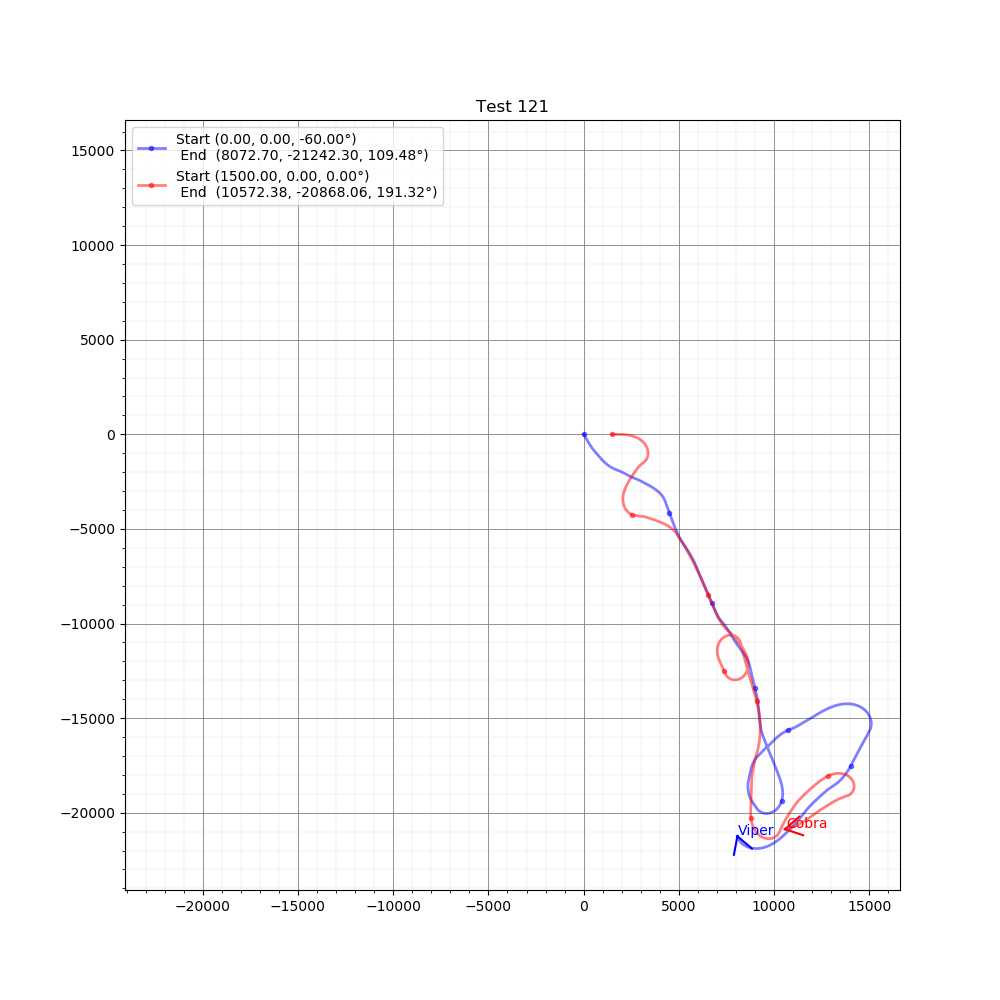 Test 121
Start (0.00, 0.00, -60.00°)
End (8072.70, -21242.30, 109.48°)
Start (1500.00, 0.00, 0.00°)
End (10572.38, -20868.06, 191.32°)
15000
10000
5000
0
−5000
−10000
−15000
−20000
Viper
Cobra
−20000 −15000 −10000 −5000 0 5000 10000 15000